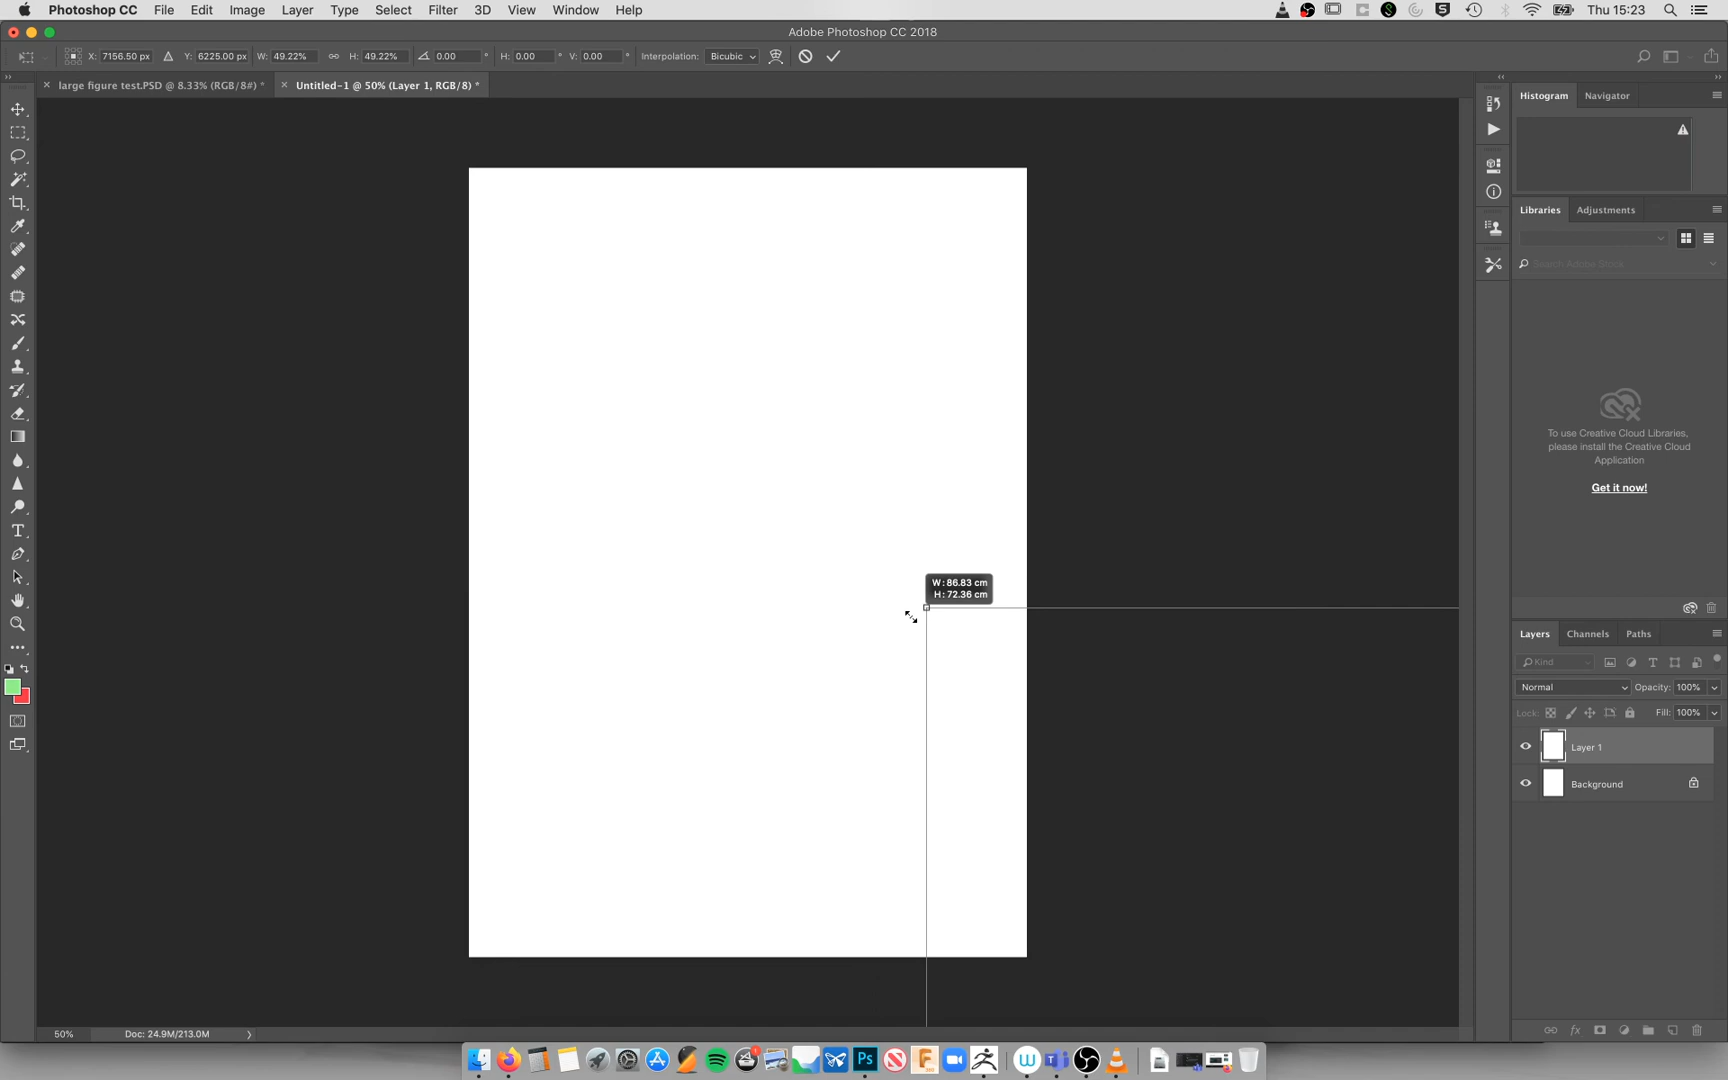 Photoshop CC File Edit Image Layer Type Select Filter 3D View Window Help Thu 15:23
Adobe Photoshop CC 2018
X: 7156.50 px Y: 6225.00 px W: 49.22% H: 49.22% 0.00 ° H: 0.00 ° V: 0.00 ° Interpolation: Bicubic
large figure test.PSD @ 8.33% (RGB/8#) * Untitled-1 @ 50% (Layer 1, RGB/8) *
Histogram Navigator
Libraries Adjustments
Search Adobe Stock
To use Creative Cloud Libraries,
please install the Creative Cloud
Application
Get it now!
W: 86.83 cm
H: 72.36 cm
Layers Channels Paths
Kind
Normal Opacity: 100%
Lock: Fill: 100%
Layer 1
Background
50% Doc: 24.9M/213.0M